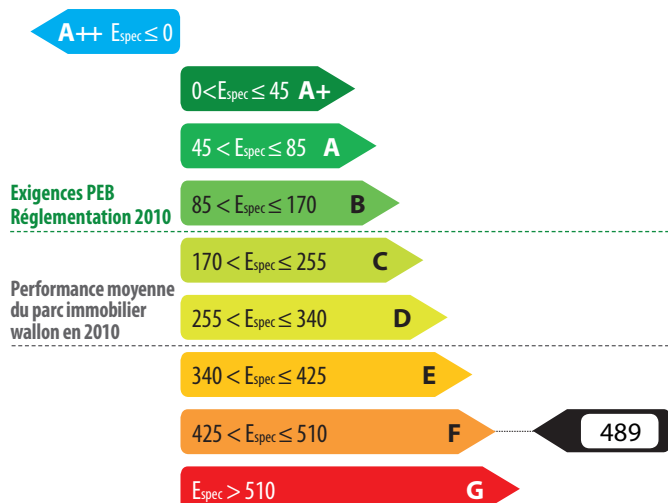 A++ Espec ≤ 0
0<Espec ≤ 45 A+
45 < Espec ≤ 85 A
Exigences PEB
Réglementation 2010
85 < Espec ≤ 170 B
170 < Espec ≤ 255 C
Performance moyenne
du parc immobilier
wallon en 2010
255 < Espec ≤ 340 D
340 < Espec ≤ 425 E
425 < Espec ≤ 510 F
489
Espec > 510 G